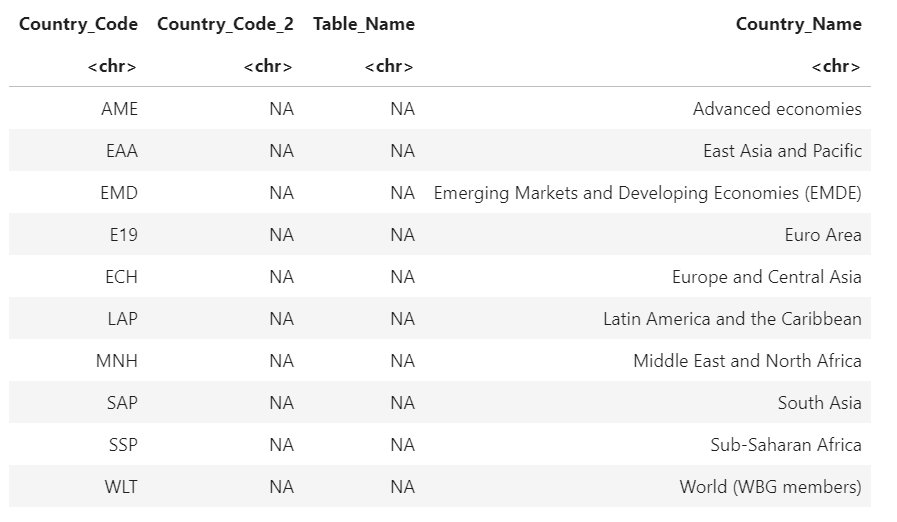 Country_Code Country_Code_2 Table_Name Country_Name
<chr> <chr> <chr> <chr>
AME NA NA Advanced economies
EAA NA NA East Asia and Pacific
EMD NA NA Emerging Markets and Developing Economies (EMDE)
E19 NA NA Euro Area
ECH NA NA Europe and Central Asia
LAP NA NA Latin America and the Caribbean
MNH NA NA Middle East and North Africa
SAP NA NA South Asia
SSP NA NA Sub-Saharan Africa
WLT NA NA World (WBG members)